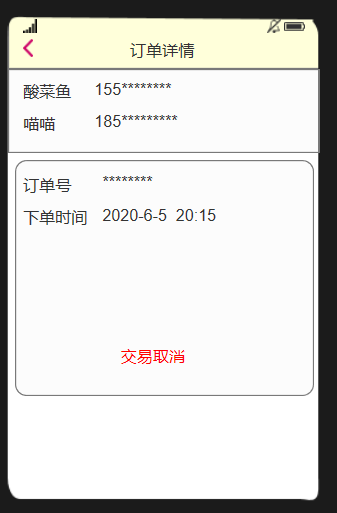 订单详情
酸菜鱼 155********
喵喵 185*********
订单号 ********
下单时间 2020-6-5 20:15
交易取消